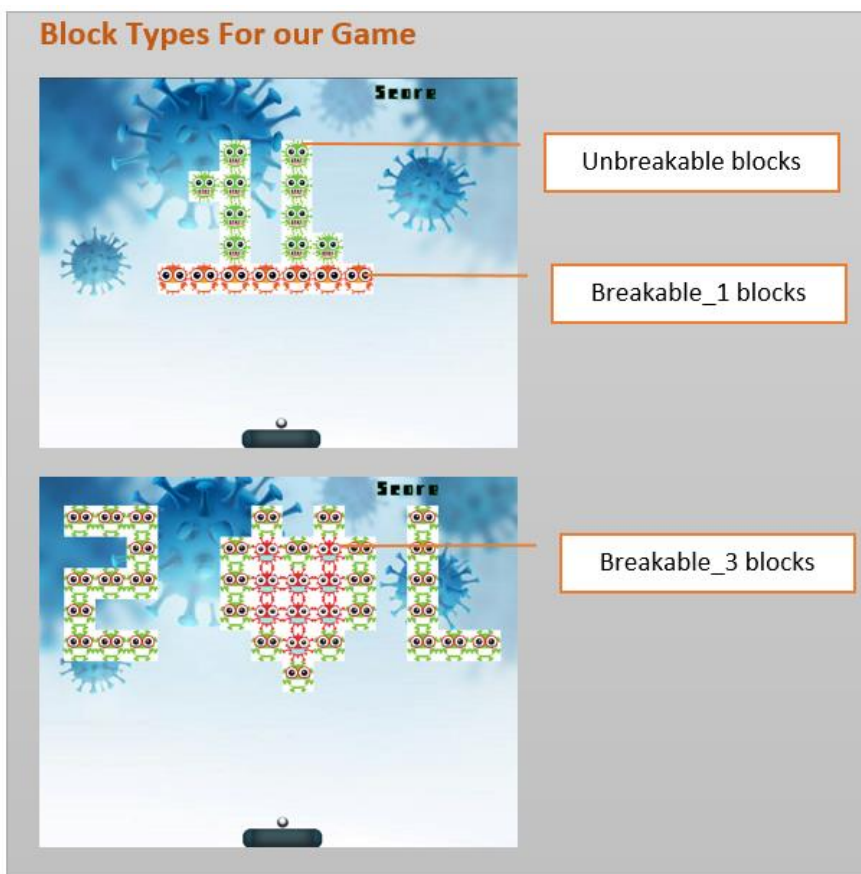 Block Types For our Game
Score
Unbreakable blocks
Breakable_1 blocks
Score
Breakable_3 blocks